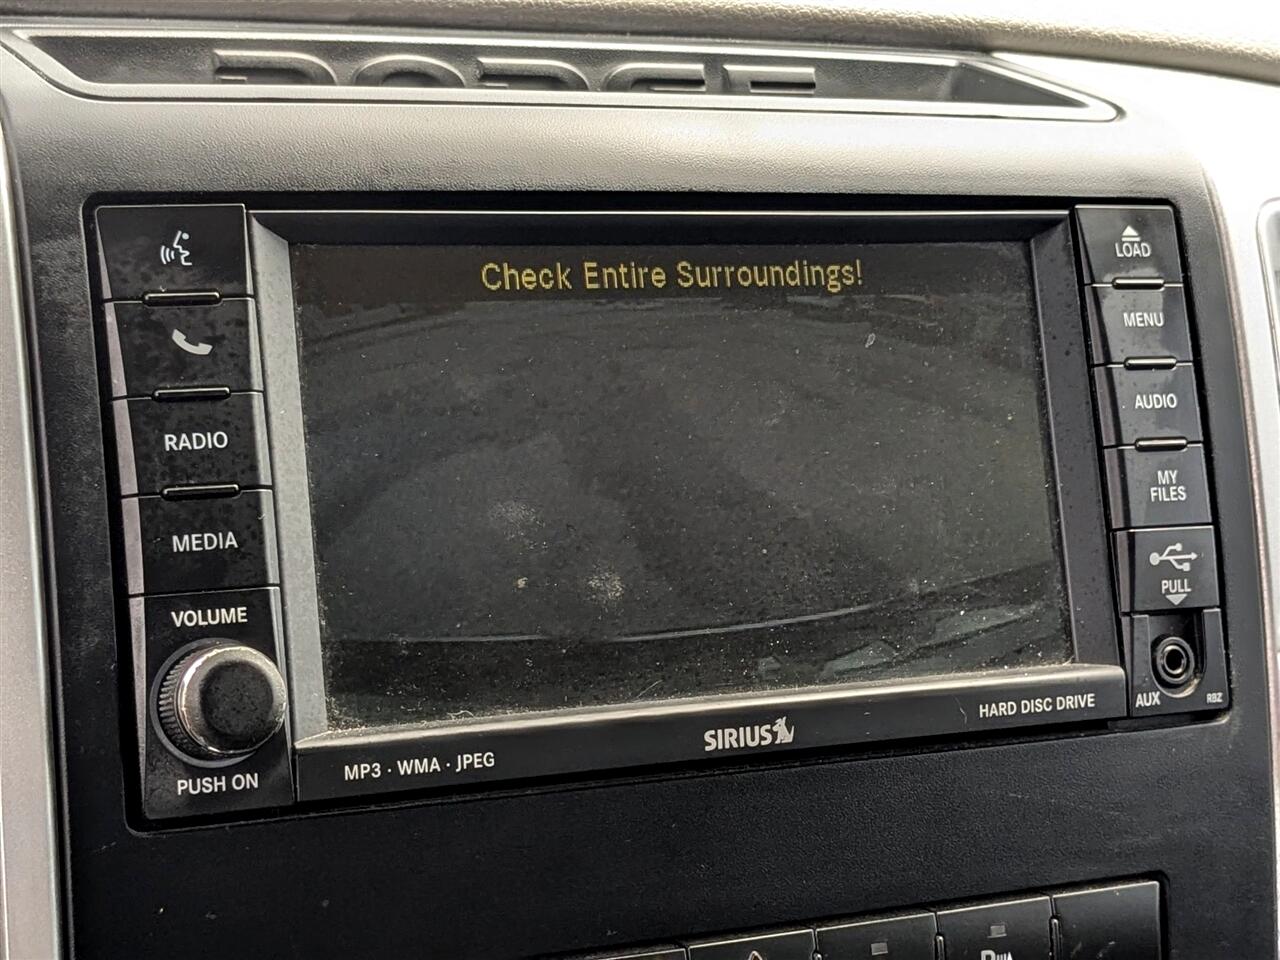 DODGE
Check Entire Surroundings!
LOAD
MENU
RADIO
AUDIO
MY
FILES
MEDIA
PULL
VOLUME
AUX
RBZ
PUSH ON
MP3 · WMA · JPEG
SIRIUS
HARD DISC DRIVE